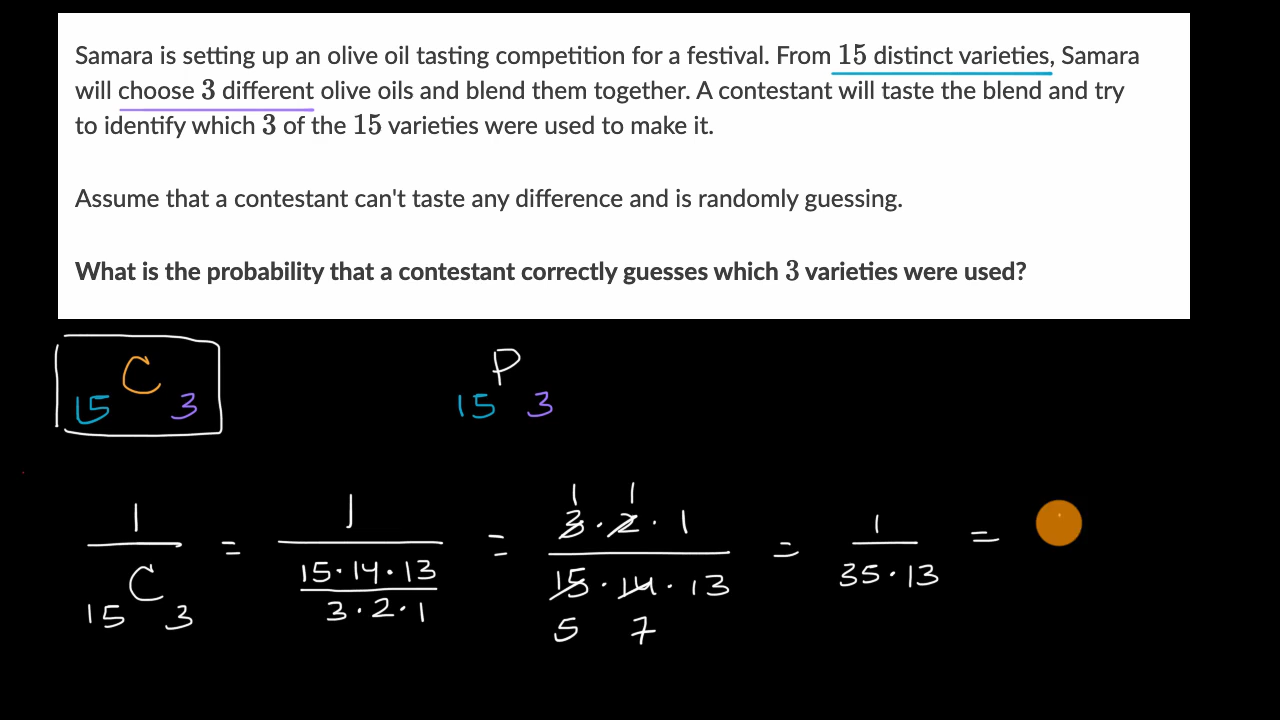 Samara is setting up an olive oil tasting competition for a festival. From 15 distinct varieties, Samara
will choose 3 different olive oils and blend them together. A contestant will taste the blend and try
to identify which 3 of the 15 varieties were used to make it.
Assume that a contestant can't taste any difference and is randomly guessing.
What is the probability that a contestant correctly guesses which 3 varieties were used?
15 C 3
15 P 3
1 / 15 C 3 = 1 / (15 · 14 · 13 / 3 · 2 · 1) = 3 · 2 · 1 / 15 · 14 · 13 = 1 / 35 · 13 =
1 1
5 7